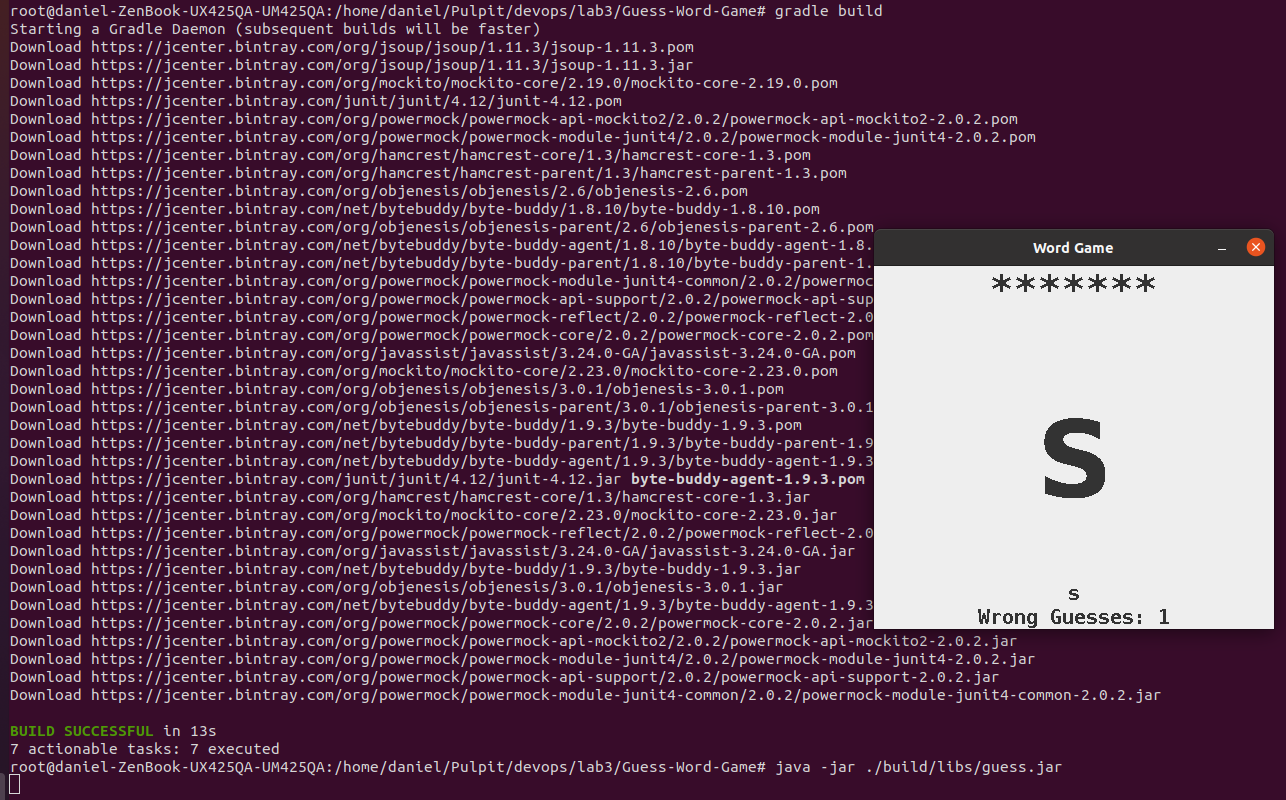 root@daniel-ZenBook-UX425QA-UM425QA:/home/daniel/Pulpit/devops/lab3/Guess-Word-Game# gradle build
Starting a Gradle Daemon (subsequent builds will be faster)
Download https://jcenter.bintray.com/org/jsoup/jsoup/1.11.3/jsoup-1.11.3.pom
Download https://jcenter.bintray.com/org/jsoup/jsoup/1.11.3/jsoup-1.11.3.jar
Download https://jcenter.bintray.com/org/mockito/mockito-core/2.19.0/mockito-core-2.19.0.pom
Download https://jcenter.bintray.com/junit/junit/4.12/junit-4.12.pom
Download https://jcenter.bintray.com/org/powermock/powermock-api-mockito2/2.0.2/powermock-api-mockito2-2.0.2.pom
Download https://jcenter.bintray.com/org/powermock/powermock-module-junit4/2.0.2/powermock-module-junit4-2.0.2.pom
Download https://jcenter.bintray.com/org/hamcrest/hamcrest-core/1.3/hamcrest-core-1.3.pom
Download https://jcenter.bintray.com/org/hamcrest/hamcrest-parent/1.3/hamcrest-parent-1.3.pom
Download https://jcenter.bintray.com/org/objenesis/objenesis/2.6/objenesis-2.6.pom
Download https://jcenter.bintray.com/net/bytebuddy/byte-buddy/1.8.10/byte-buddy-1.8.10.pom
Download https://jcenter.bintray.com/org/objenesis/objenesis-parent/2.6/objenesis-parent-2.6.pom
Download https://jcenter.bintray.com/net/bytebuddy/byte-buddy-agent/1.8.10/byte-buddy-agent-1.8.
Download https://jcenter.bintray.com/net/bytebuddy/byte-buddy-parent/1.8.10/byte-buddy-parent-1.
Download https://jcenter.bintray.com/org/powermock/powermock-module-junit4-common/2.0.2/powermoc
Download https://jcenter.bintray.com/org/powermock/powermock-api-support/2.0.2/powermock-api-sup
Download https://jcenter.bintray.com/org/powermock/powermock-reflect/2.0.2/powermock-reflect-2.0
Download https://jcenter.bintray.com/org/powermock/powermock-core/2.0.2/powermock-core-2.0.2.pom
Download https://jcenter.bintray.com/org/javassist/javassist/3.24.0-GA/javassist-3.24.0-GA.pom
Download https://jcenter.bintray.com/org/mockito/mockito-core/2.23.0/mockito-core-2.23.0.pom
Download https://jcenter.bintray.com/org/objenesis/objenesis/3.0.1/objenesis-3.0.1.pom
Download https://jcenter.bintray.com/org/objenesis/objenesis-parent/3.0.1/objenesis-parent-3.0.1
Download https://jcenter.bintray.com/net/bytebuddy/byte-buddy/1.9.3/byte-buddy-1.9.3.pom
Download https://jcenter.bintray.com/net/bytebuddy/byte-buddy-parent/1.9.3/byte-buddy-parent-1.9
Download https://jcenter.bintray.com/net/bytebuddy/byte-buddy-agent/1.9.3/byte-buddy-agent-1.9.3
Download https://jcenter.bintray.com/junit/junit/4.12/junit-4.12.jar byte-buddy-agent-1.9.3.pom
Download https://jcenter.bintray.com/org/hamcrest/hamcrest-core/1.3/hamcrest-core-1.3.jar
Download https://jcenter.bintray.com/org/mockito/mockito-core/2.23.0/mockito-core-2.23.0.jar
Download https://jcenter.bintray.com/org/powermock/powermock-reflect/2.0.2/powermock-reflect-2.0
Download https://jcenter.bintray.com/org/javassist/javassist/3.24.0-GA/javassist-3.24.0-GA.jar
Download https://jcenter.bintray.com/net/bytebuddy/byte-buddy/1.9.3/byte-buddy-1.9.3.jar
Download https://jcenter.bintray.com/org/objenesis/objenesis/3.0.1/objenesis-3.0.1.jar
Download https://jcenter.bintray.com/net/bytebuddy/byte-buddy-agent/1.9.3/byte-buddy-agent-1.9.3
Download https://jcenter.bintray.com/org/powermock/powermock-core/2.0.2/powermock-core-2.0.2.jar
Download https://jcenter.bintray.com/org/powermock/powermock-api-mockito2/2.0.2/powermock-api-mockito2-2.0.2.jar
Download https://jcenter.bintray.com/org/powermock/powermock-module-junit4/2.0.2/powermock-module-junit4-2.0.2.jar
Download https://jcenter.bintray.com/org/powermock/powermock-api-support/2.0.2/powermock-api-support-2.0.2.jar
Download https://jcenter.bintray.com/org/powermock/powermock-module-junit4-common/2.0.2/powermock-module-junit4-common-2.0.2.jar
BUILD SUCCESSFUL in 13s
7 actionable tasks: 7 executed
root@daniel-ZenBook-UX425QA-UM425QA:/home/daniel/Pulpit/devops/lab3/Guess-Word-Game# java -jar ./build/libs/guess.jar
Word Game
*******
S
s
Wrong Guesses: 1